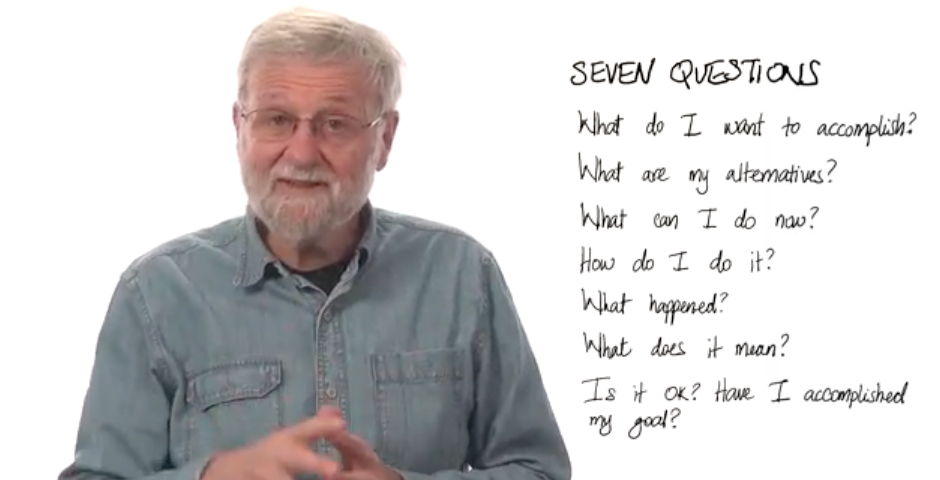 SEVEN QUESTIONS
What do I want to accomplish?
What are my alternatives?
What can I do now?
How do I do it?
What happened?
What does it mean?
Is it OK? Have I accomplished
my goal?